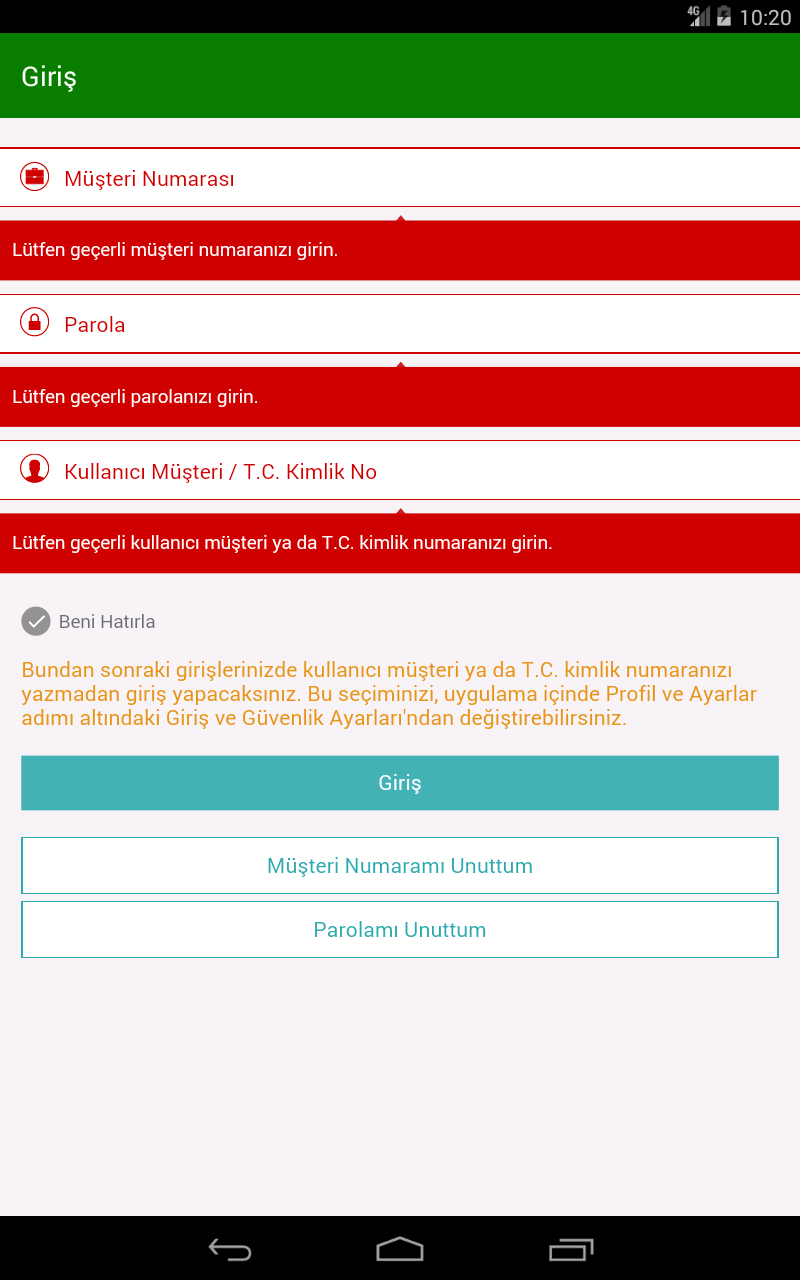 4G 10:20
Giriş
Müşteri Numarası
Lütfen geçerli müşteri numaranızı girin.
Parola
Lütfen geçerli parolanızı girin.
Kullanıcı Müşteri / T.C. Kimlik No
Lütfen geçerli kullanıcı müşteri ya da T.C. kimlik numaranızı girin.
Beni Hatırla
Bundan sonraki girişlerinizde kullanıcı müşteri ya da T.C. kimlik numaranızı
yazmadan giriş yapacaksınız. Bu seçiminizi, uygulama içinde Profil ve Ayarlar
adımı altındaki Giriş ve Güvenlik Ayarları'ndan değiştirebilirsiniz.
Giriş
Müşteri Numaramı Unuttum
Parolamı Unuttum